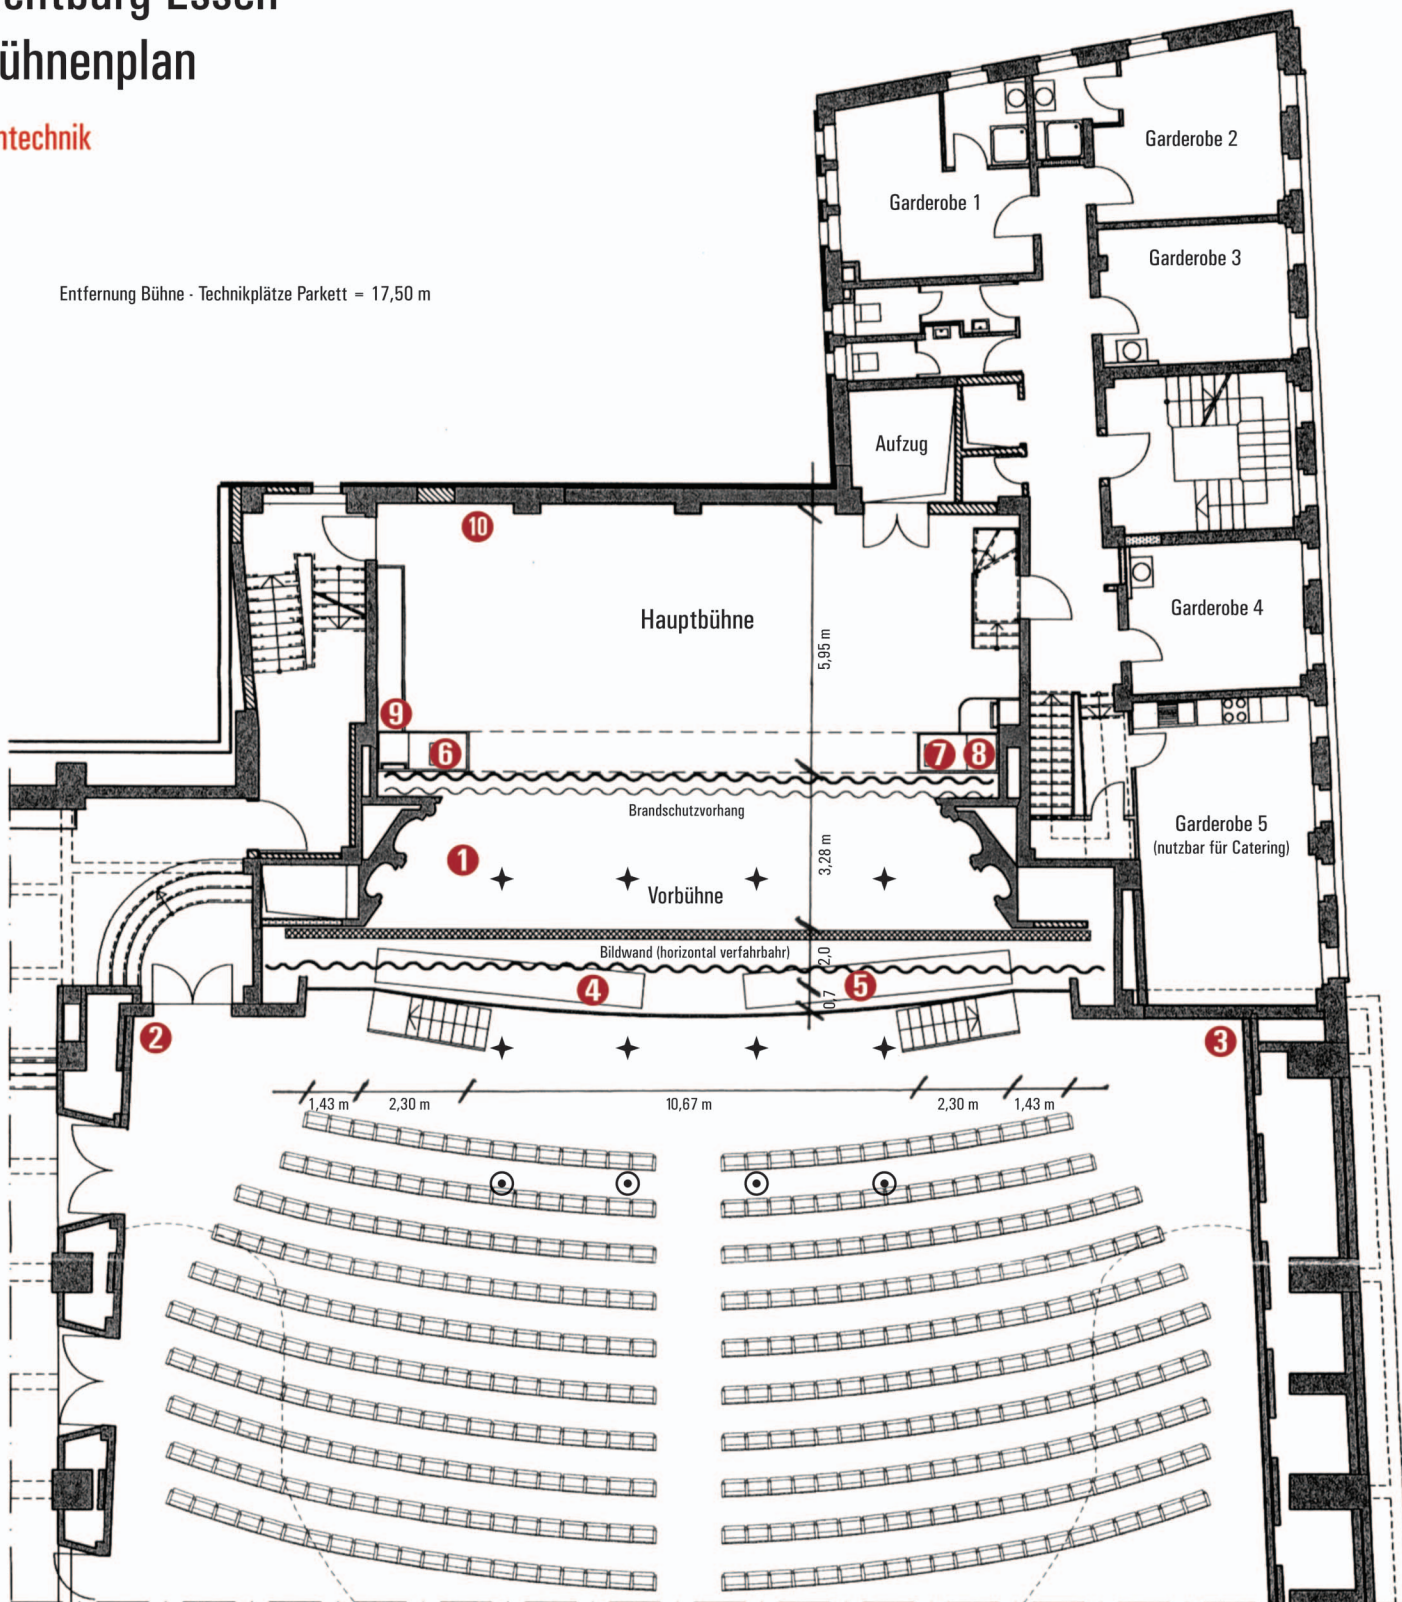 ühnenplan
ntechnik
Entfernung Bühne - Technikplätze Parkett = 17,50 m
Garderobe 2
Garderobe 1
Garderobe 3
Aufzug
10
Hauptbühne
Garderobe 4
5,95 m
9
6
7
8
Brandschutzvorhang
Garderobe 5
(nutzbar für Catering)
1
3,28 m
Vorbühne
Bildwand (horizontal verfahrbahr)
2,0
4
5
0,7
2
3
1,43 m
2,30 m
10,67 m
2,30 m
1,43 m